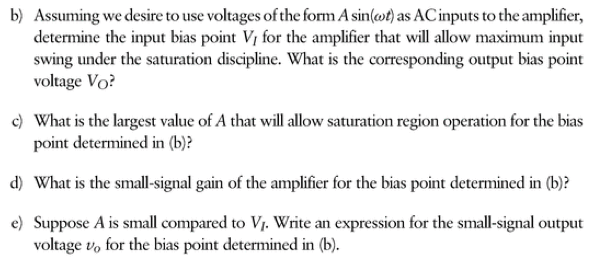 b) Assuming we desire to use voltages of the form A sin(ωt) as AC inputs to the amplifier,
determine the input bias point V_I for the amplifier that will allow maximum input
swing under the saturation discipline. What is the corresponding output bias point
voltage V_O?
c) What is the largest value of A that will allow saturation region operation for the bias
point determined in (b)?
d) What is the small-signal gain of the amplifier for the bias point determined in (b)?
e) Suppose A is small compared to V_I. Write an expression for the small-signal output
voltage v_o for the bias point determined in (b).